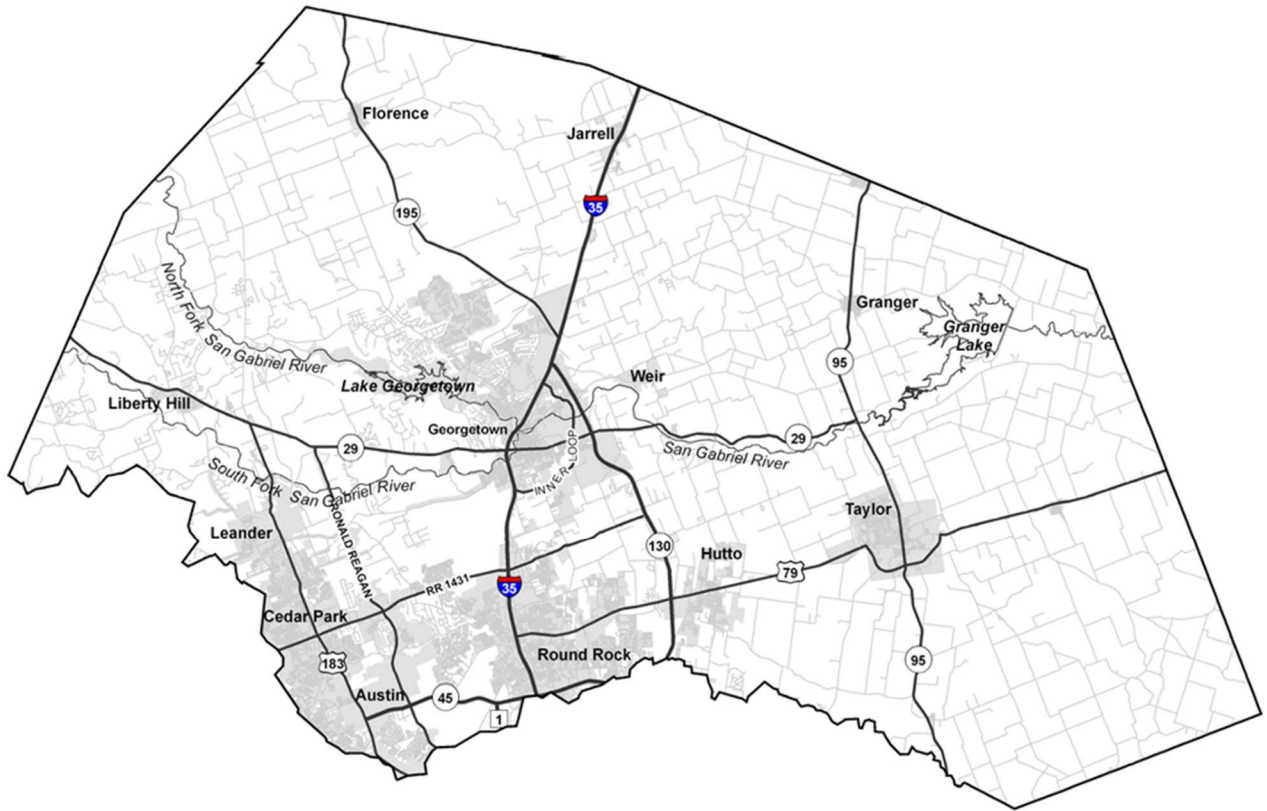 Florence
Jarrell
35
195
North Fork San Gabriel River
Granger
Granger
Lake
95
Lake Georgetown
Weir
Liberty Hill
Georgetown
29
29
San Gabriel River
INNER LOOP
South Fork San Gabriel River
Taylor
RONALD REAGAN
Leander
130
Hutto
79
RR 1431
35
Cedar Park
183
Round Rock
95
Austin
45
1